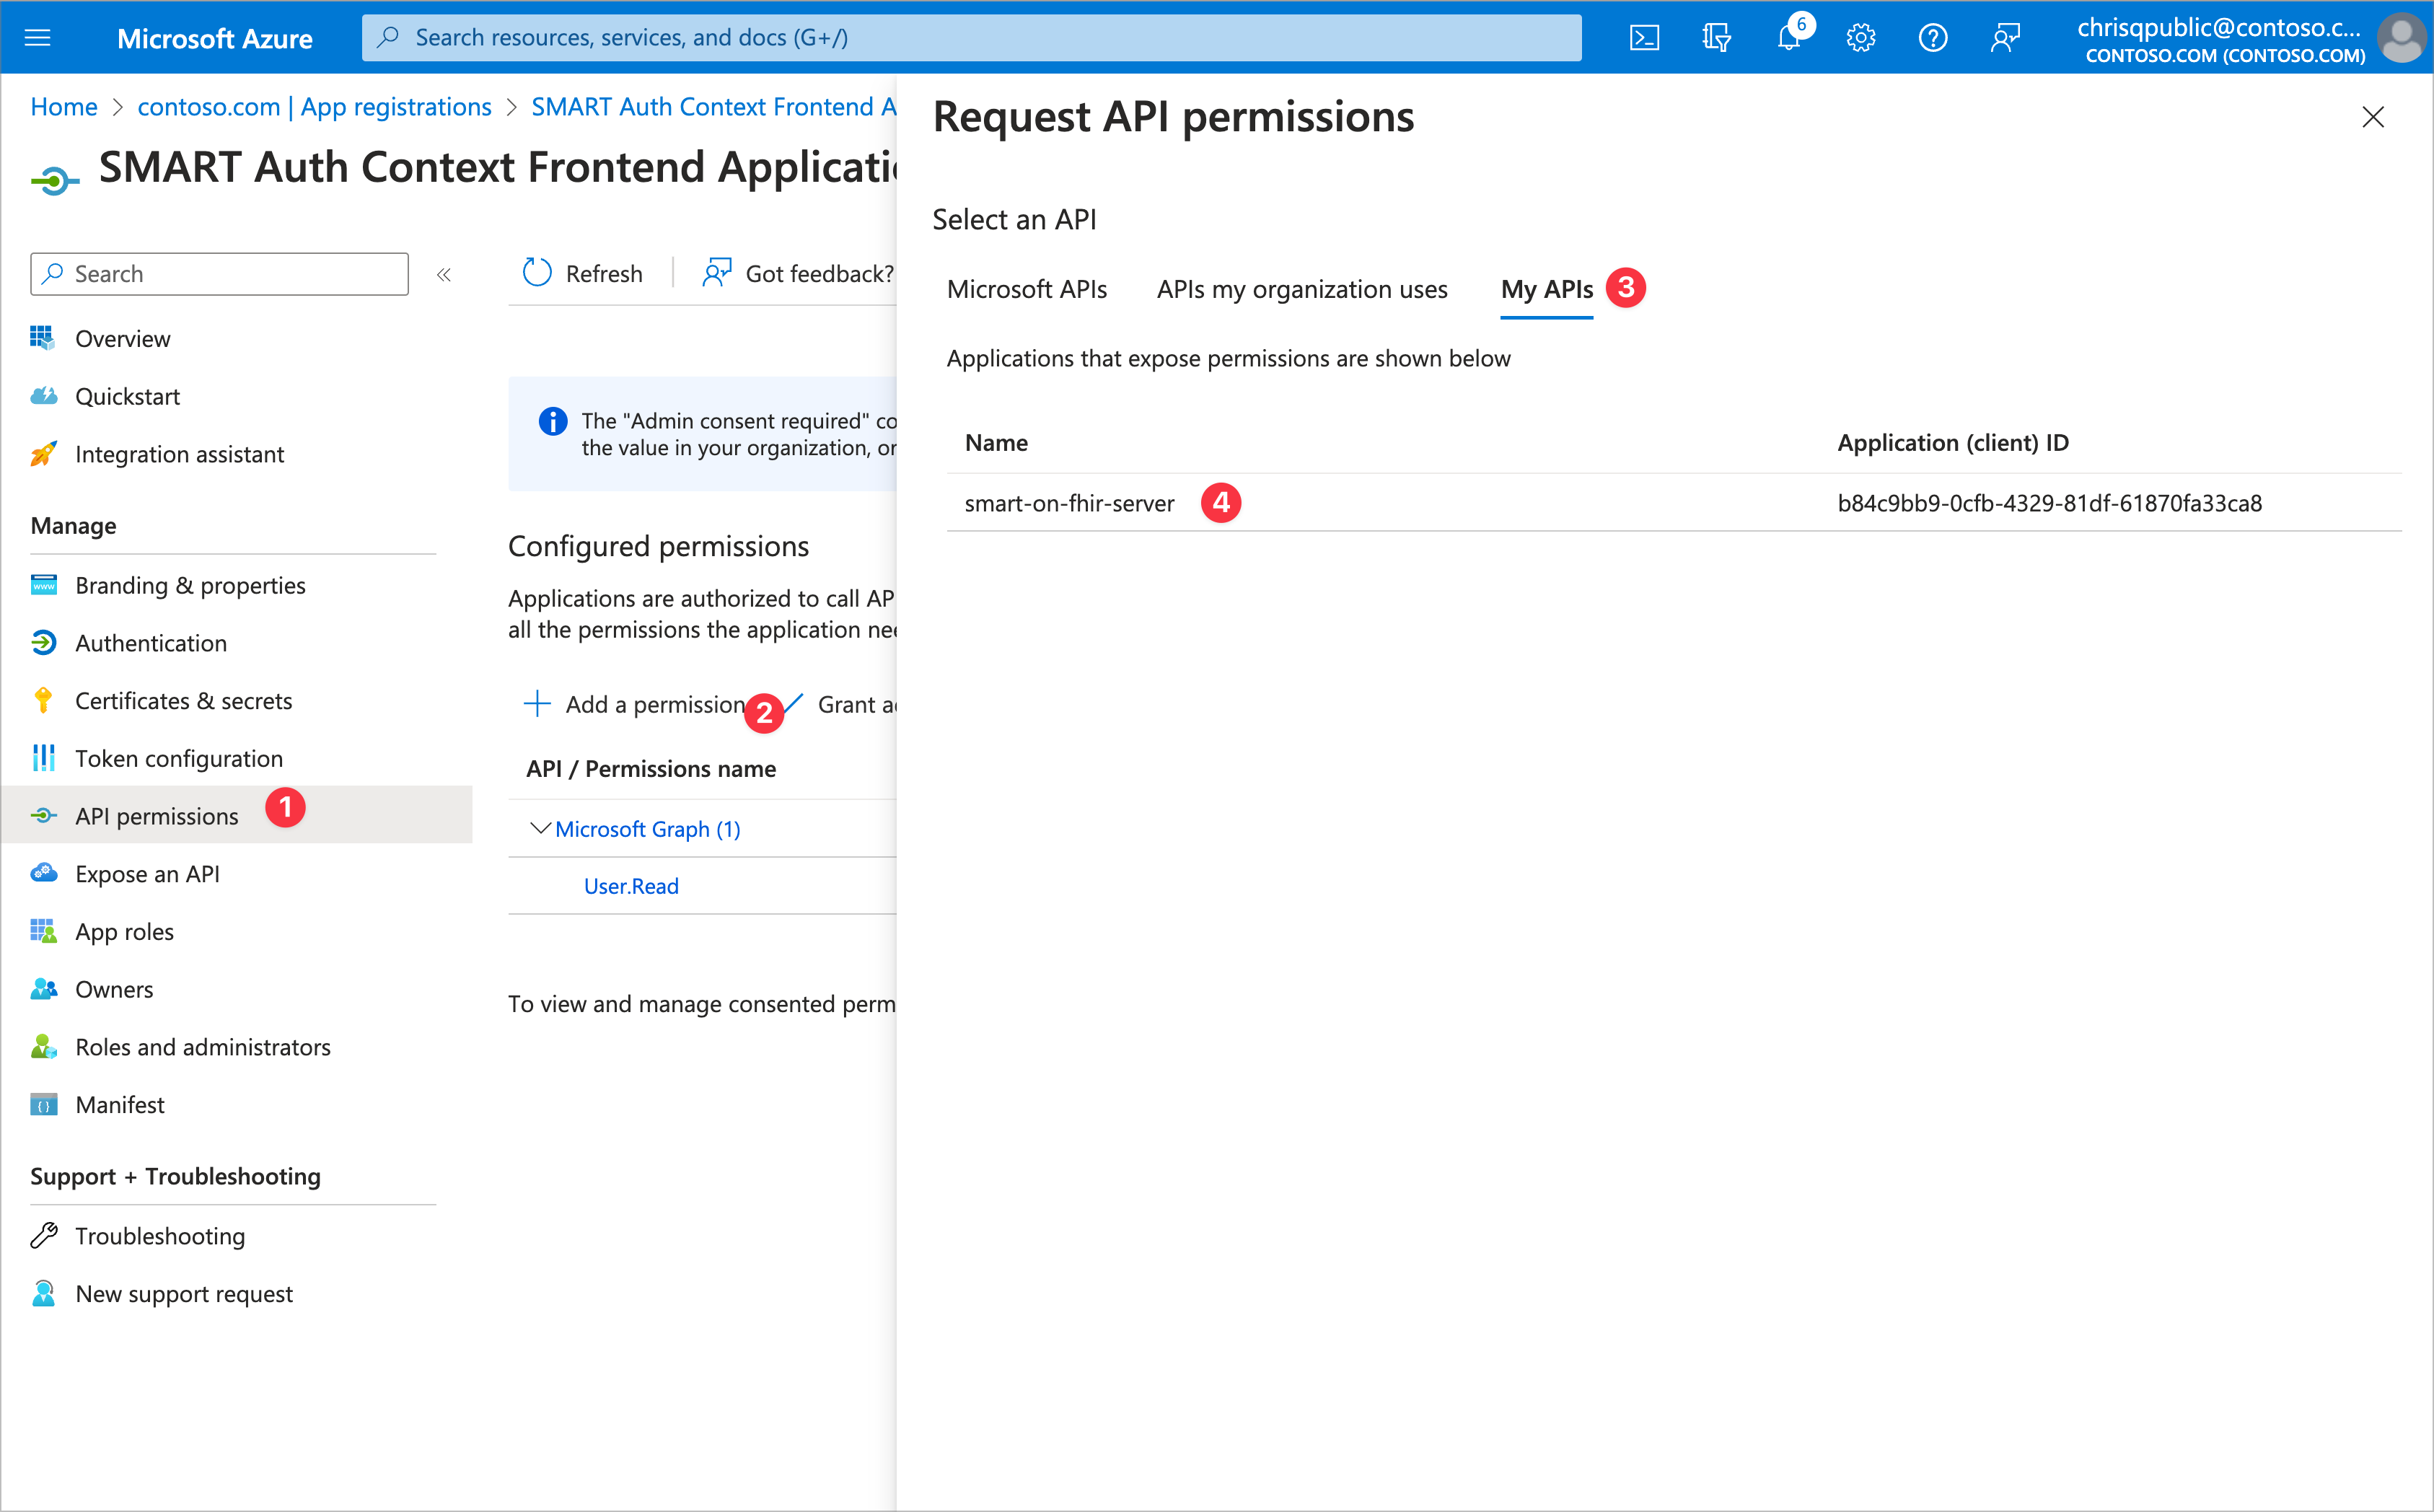 Microsoft Azure
Search resources, services, and docs (G+/)
6
chrisqpublic@contoso.c...
CONTOSO.COM (CONTOSO.COM)
Home > contoso.com | App registrations > SMART Auth Context Frontend A
SMART Auth Context Frontend Applicatio
Search
«
Overview
Quickstart
Integration assistant
Manage
Branding & properties
Authentication
Certificates & secrets
Token configuration
API permissions 1
Expose an API
App roles
Owners
Roles and administrators
Manifest
Support + Troubleshooting
Troubleshooting
New support request
Refresh
Got feedback?
The "Admin consent required" co
the value in your organization, or
Configured permissions
Applications are authorized to call AP
all the permissions the application nee
Add a permission 2 Grant ad
API / Permissions name
Microsoft Graph (1)
User.Read
To view and manage consented perm
Request API permissions
Select an API
Microsoft APIs APIs my organization uses My APIs 3
Applications that expose permissions are shown below
Name Application (client) ID
smart-on-fhir-server 4 b84c9bb9-0cfb-4329-81df-61870fa33ca8